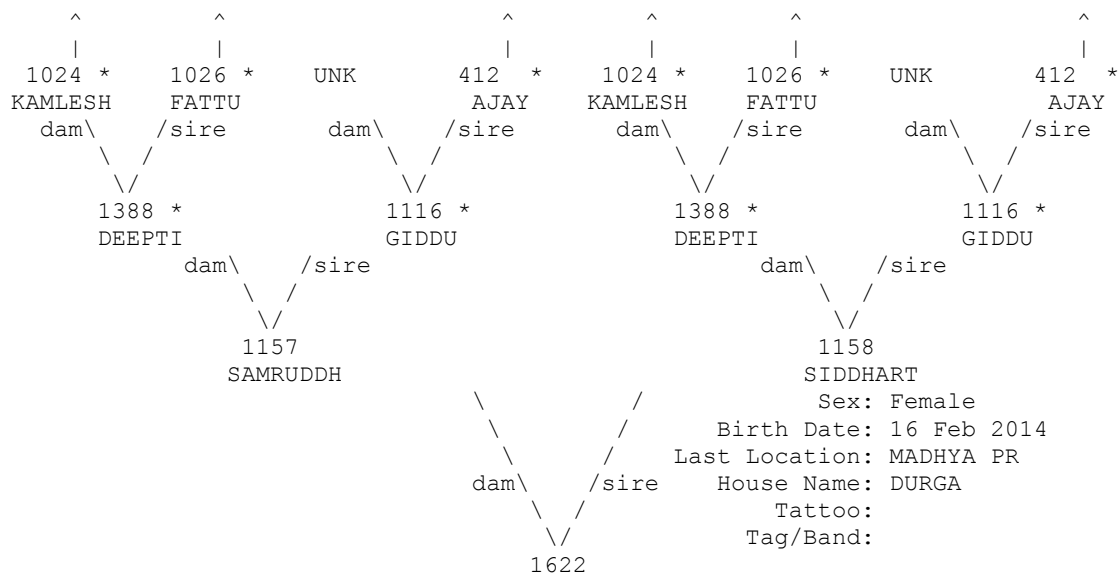 ^ ^ ^ ^ ^ ^
| | | | | |
1024 * 1026 * UNK 412 * 1024 * 1026 * UNK 412 *
KAMLESH FATTU AJAY KAMLESH FATTU AJAY
dam\ /sire dam\ /sire dam\ /sire dam\ /sire
\ / \ / \ / \ /
\/ \/ \/ \/
1388 * 1116 * 1388 * 1116 *
DEEPTI GIDDU DEEPTI GIDDU
dam\ /sire dam\ /sire
\ / \ /
\/ \/
1157 1158
SAMRUDDH SIDDHART
\ / Sex: Female
\ / Birth Date: 16 Feb 2014
\ / Last Location: MADHYA PR
dam\ /sire House Name: DURGA
\ / Tattoo:
\/ Tag/Band:
1622